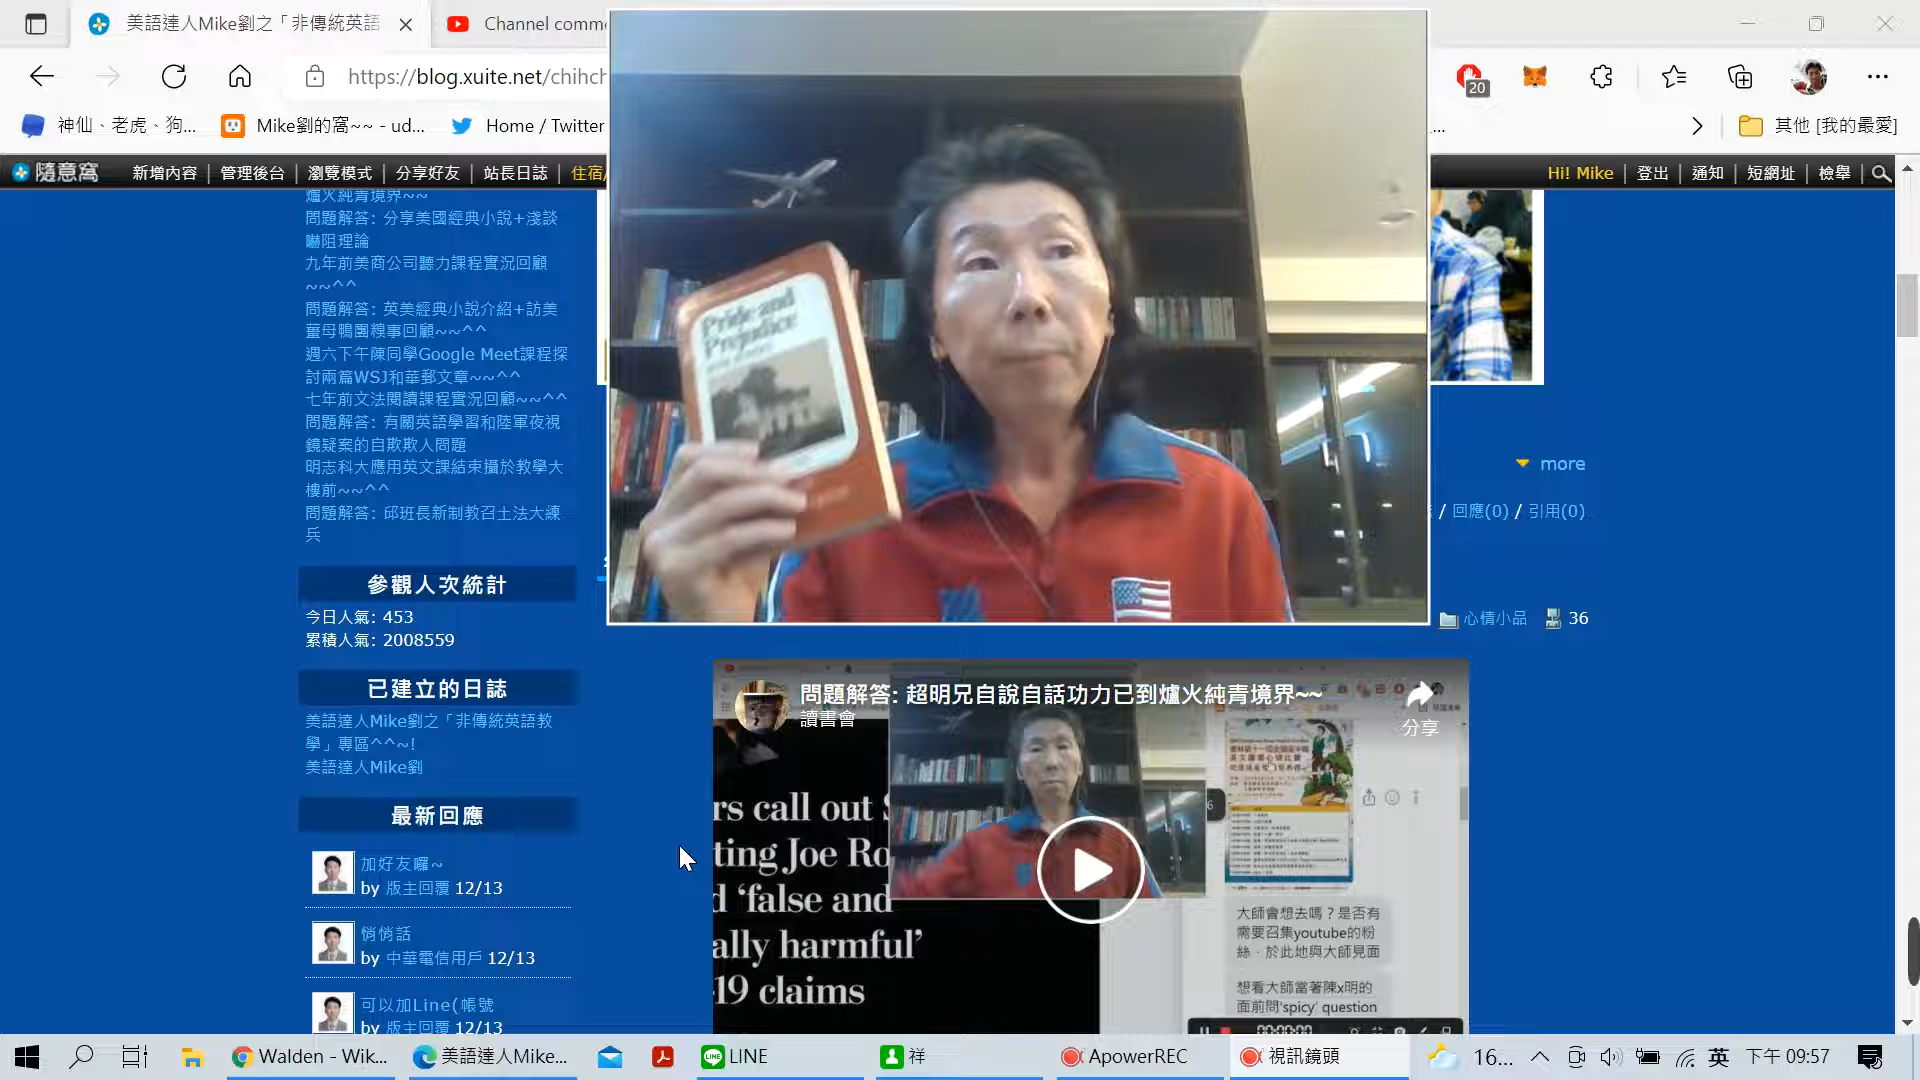 美語達人Mike劉之「非傳統英語
Channel comme
https://blog.xuite.net/chihch
20
神仙、老虎、狗...
Mike劉的窩~~ - ud...
Home / Twitter
...
其他 [我的最愛]
隨意窩
新增內容 | 管理後台 | 瀏覽模式 | 分享好友 | 站長日誌 | 住宿/
Hi! Mike | 登出 | 通知 | 短網址 | 檢舉
爐火純青境界~~
問題解答: 分享美國經典小說+淺談
嚇阻理論
九年前美商公司聽力課程實況回顧
~~^^
問題解答: 英美經典小說介紹+訪美
薑母鴨團糗事回顧~~^^
週六下午陳同學Google Meet課程探
討兩篇WSJ和華郵文章~~^^
七年前文法閱讀課程實況回顧~~^^
問題解答: 有關英語學習和陸軍夜視
鏡疑案的自欺欺人問題
明志科大應用英文課結束攝於教學大
樓前~~^^
問題解答: 邱班長新制教召土法大練
兵
參觀人次統計
今日人氣: 453
累積人氣: 2008559
已建立的日誌
美語達人Mike劉之「非傳統英語教
學」專區^^~!
美語達人Mike劉
最新回應
加好友囉~
by 版主回覆 12/13
悄悄話
by 中華電信用戶 12/13
可以加Line(帳號
by 版主回覆 12/13
Pride and
Prejudice
more
/ 回應(0) / 引用(0)
心情小品 36
問題解答: 超明兄自說自話功力已到爐火純青境界~~
讀書會
分享
rs call out S
ting Joe Ro
d ‘false and
ally harmful’
-19 claims
大師會想去嗎？是否有
需要召集youtube的粉
絲，於此地與大師見面
想看大師當著陳x明的
面前問'spicy' question
00:00:00
Walden - Wik...
美語達人Mike...
LINE
祥
ApowerREC
視訊鏡頭
16...
英
下午 09:57